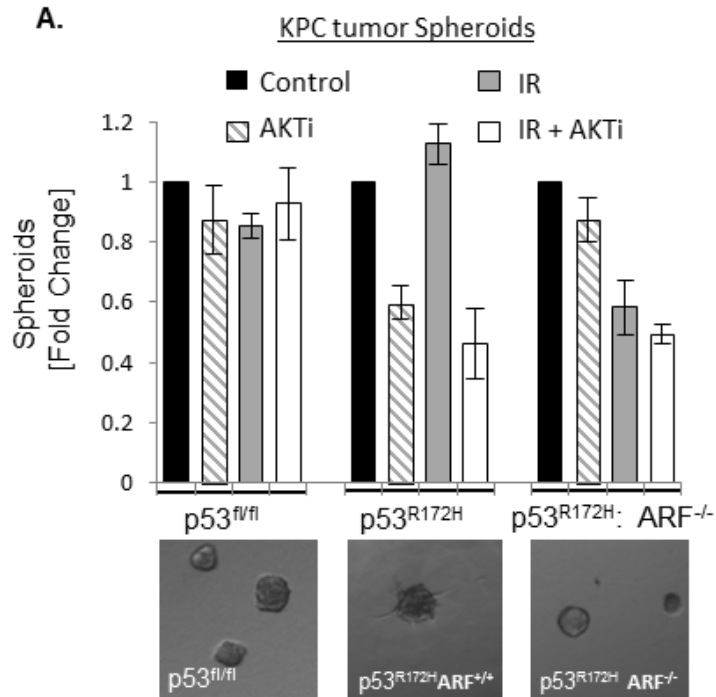 A.
KPC tumor Spheroids
Control
IR
AKTi
IR + AKTi
Spheroids
[Fold Change]
1.2
1
0.8
0.6
0.4
0.2
0
p53fl/fl
p53R172H
p53R172H: ARF-/-
p53fl/fl
p53R172HARF+/+
p53R172H ARF-/-